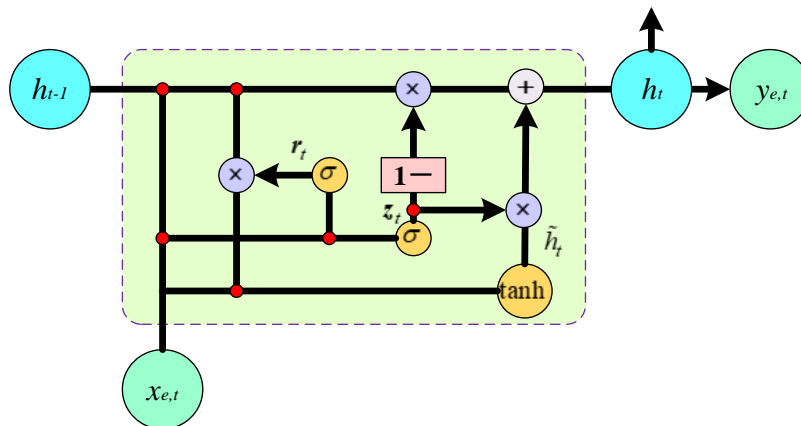 h_{t-1}
×
+
h_t
y_{e,t}
r_t
×
σ
1−
z_t
×
σ
h̃_t
tanh
x_{e,t}